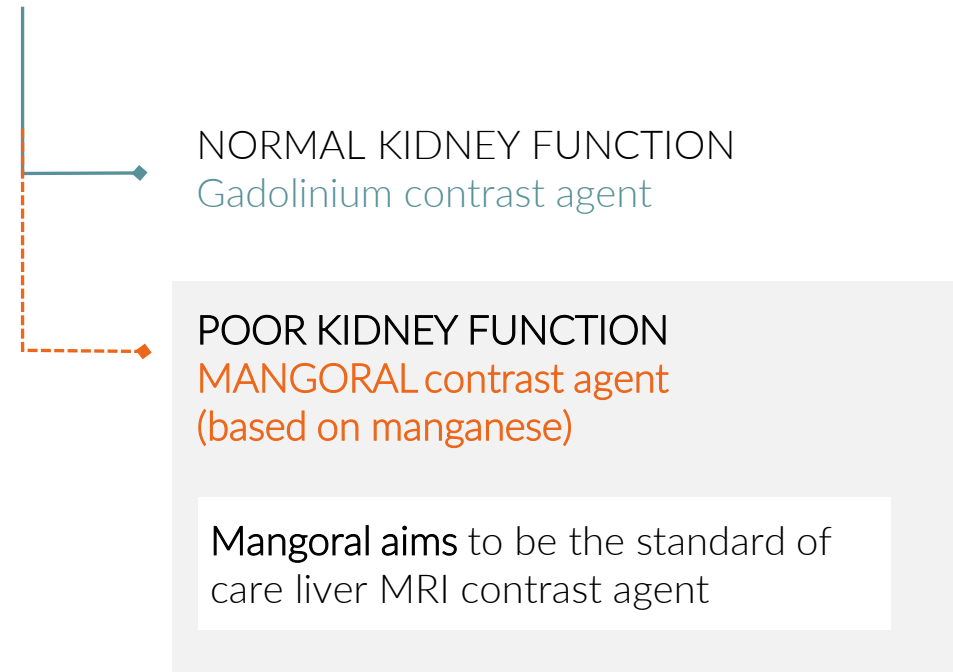 NORMAL KIDNEY FUNCTION
Gadolinium contrast agent
POOR KIDNEY FUNCTION
MANGORAL contrast agent
(based on manganese)
Mangoral aims to be the standard of
care liver MRI contrast agent